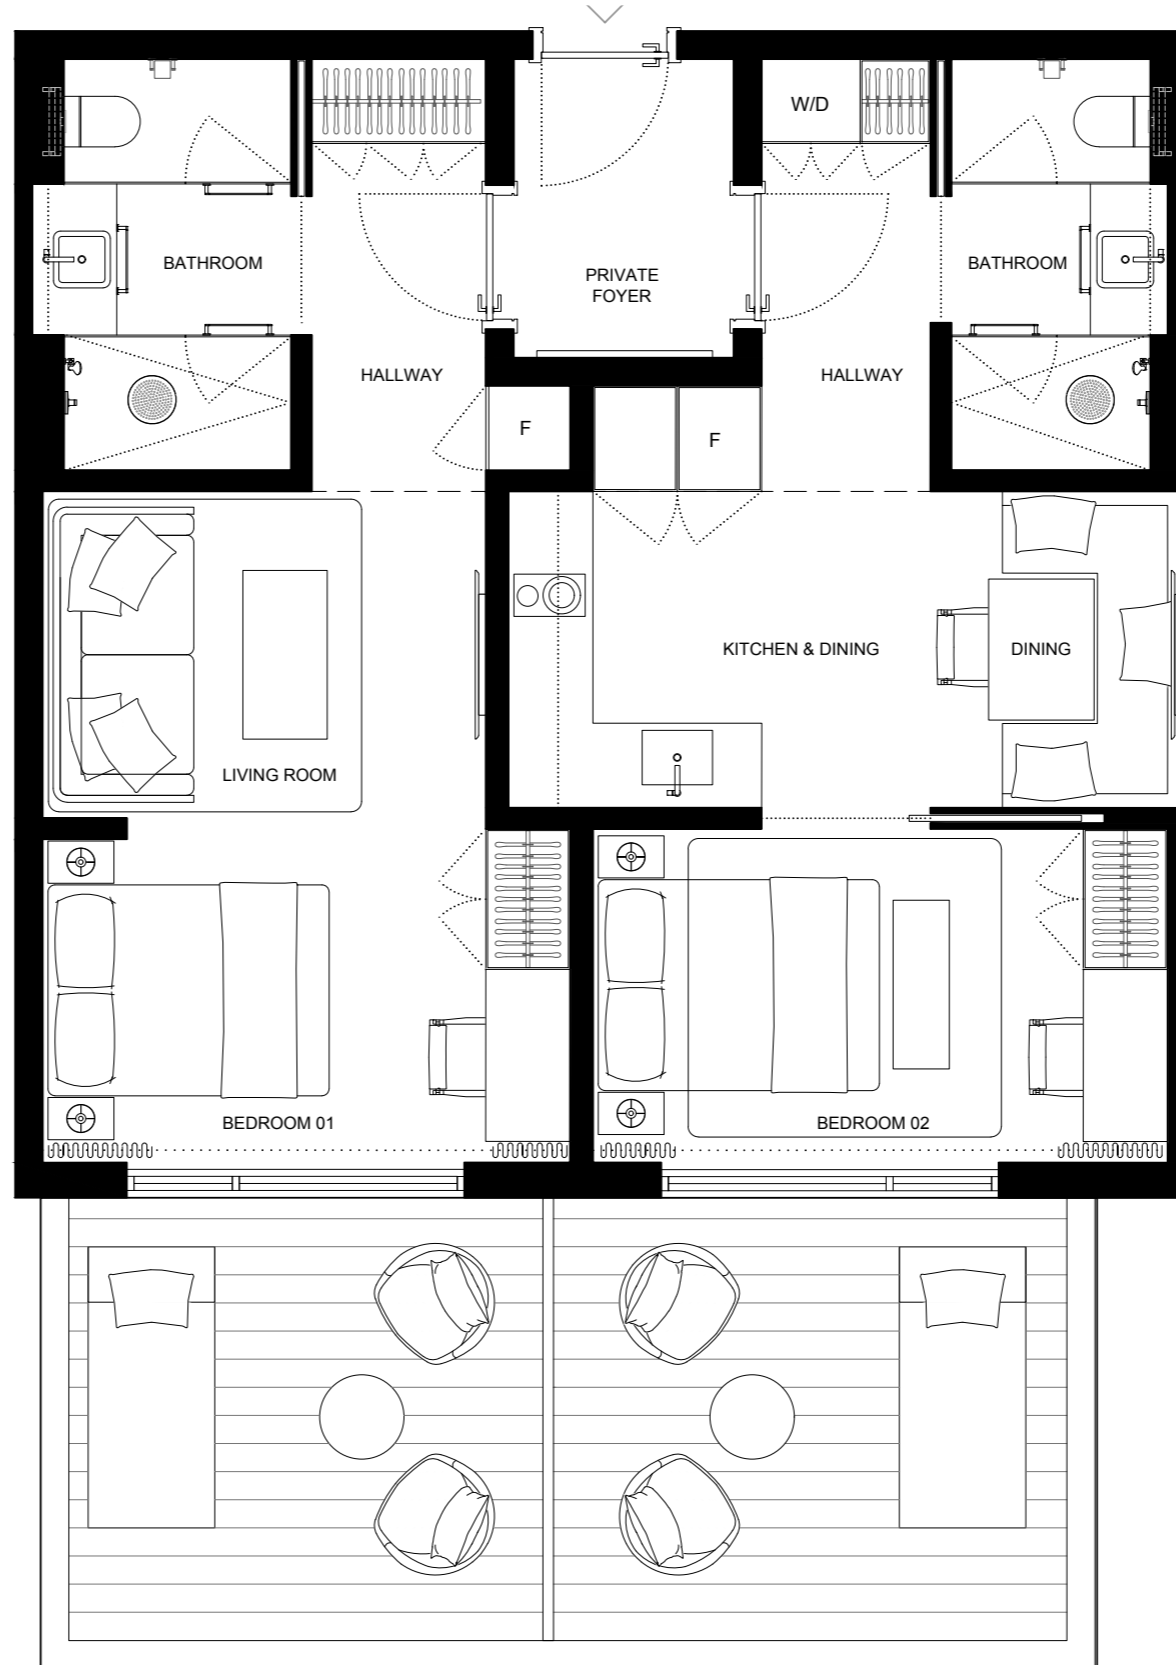 W/D
BATHROOM
PRIVATE
FOYER
BATHROOM
HALLWAY
HALLWAY
F
F
KITCHEN & DINING
DINING
LIVING ROOM
BEDROOM 01
BEDROOM 02